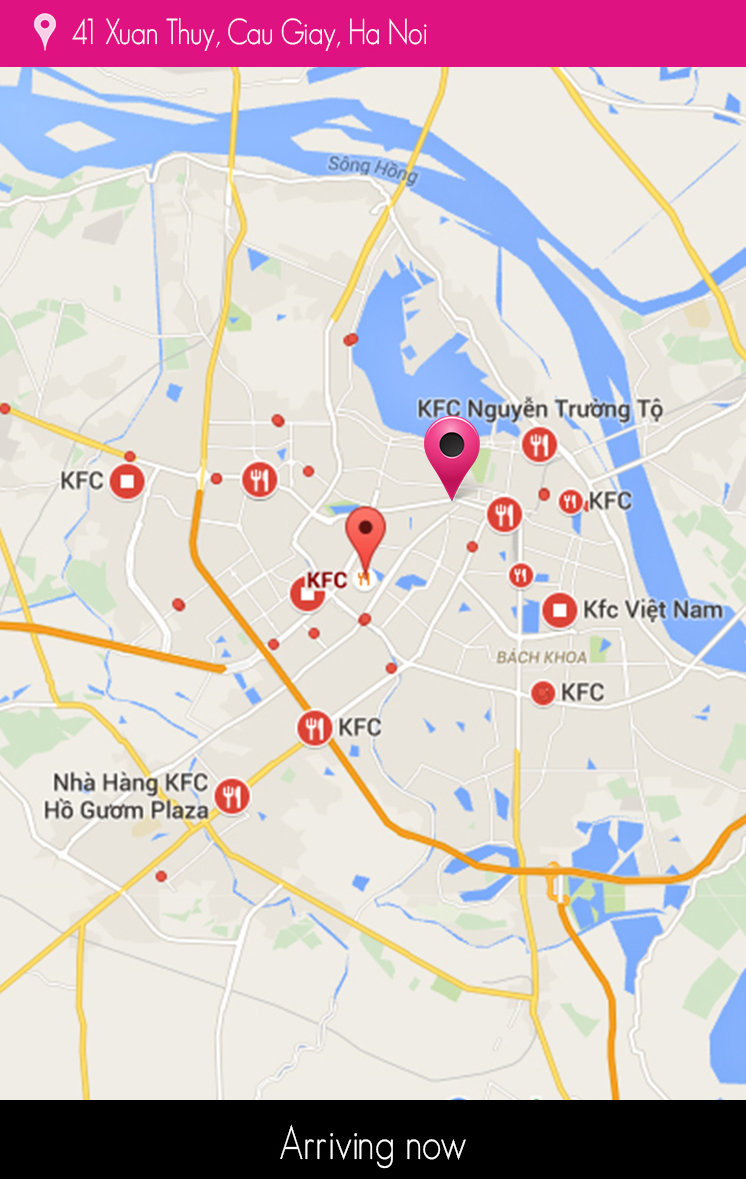 41 Xuan Thuy, Cau Giay, Ha Noi
Sông Hồng
KFC Nguyễn Trường Tộ
KFC
KFC
KFC
Kfc Việt Nam
BÁCH KHOA
KFC
KFC
Nhà Hàng KFC
Hồ Gươm Plaza
Arriving now